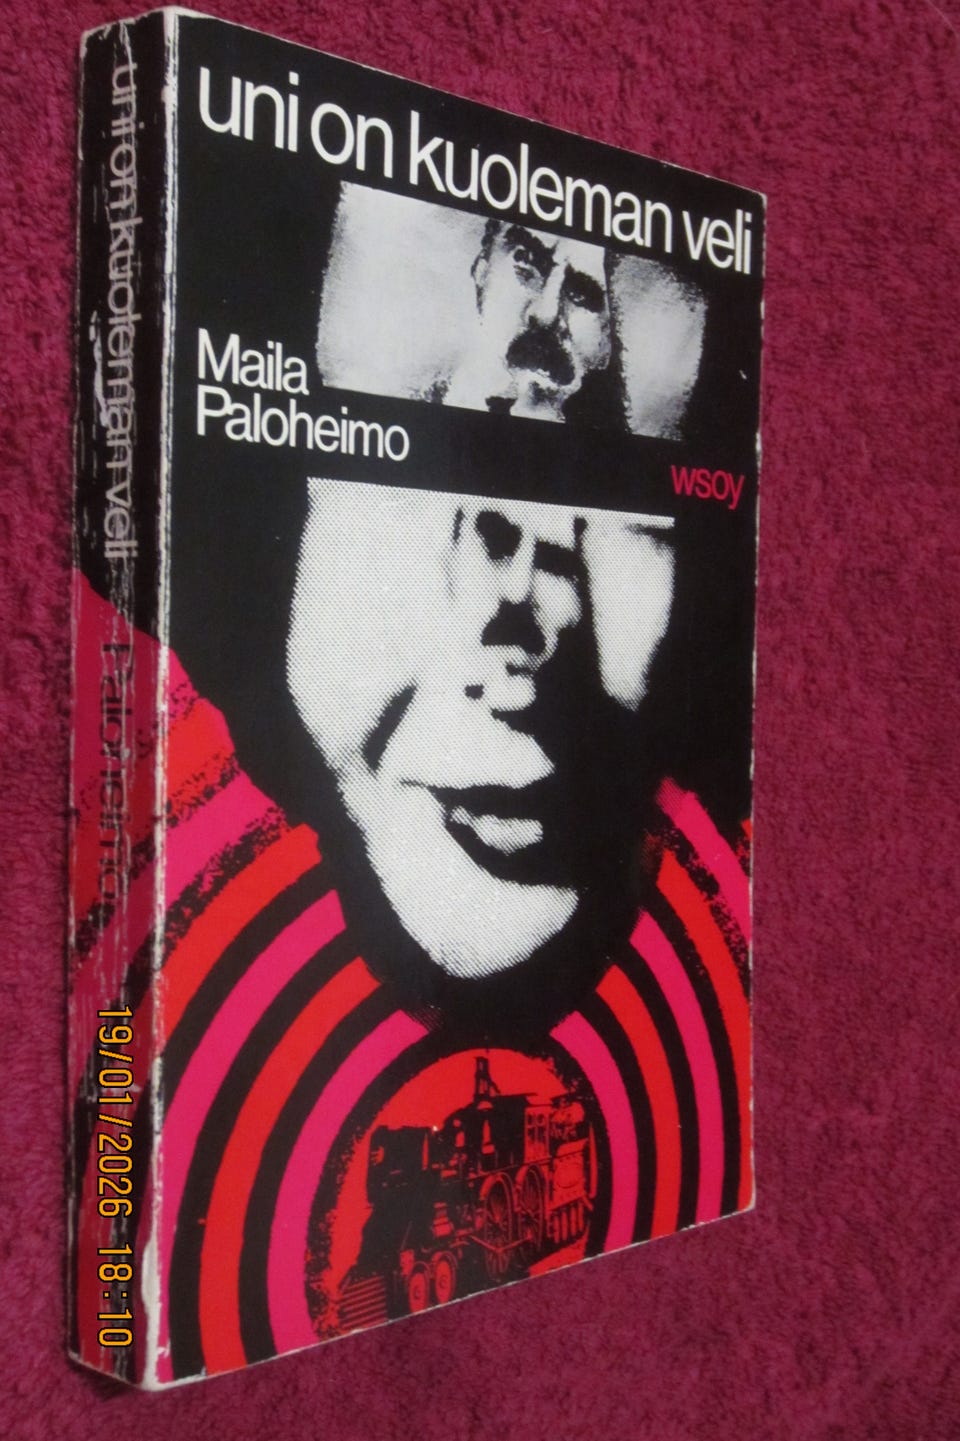 uni on kuoleman veli
Maila
Paloheimo
wsoy
uni on kuoleman veli Paloheimo
19/01/2026 18:10